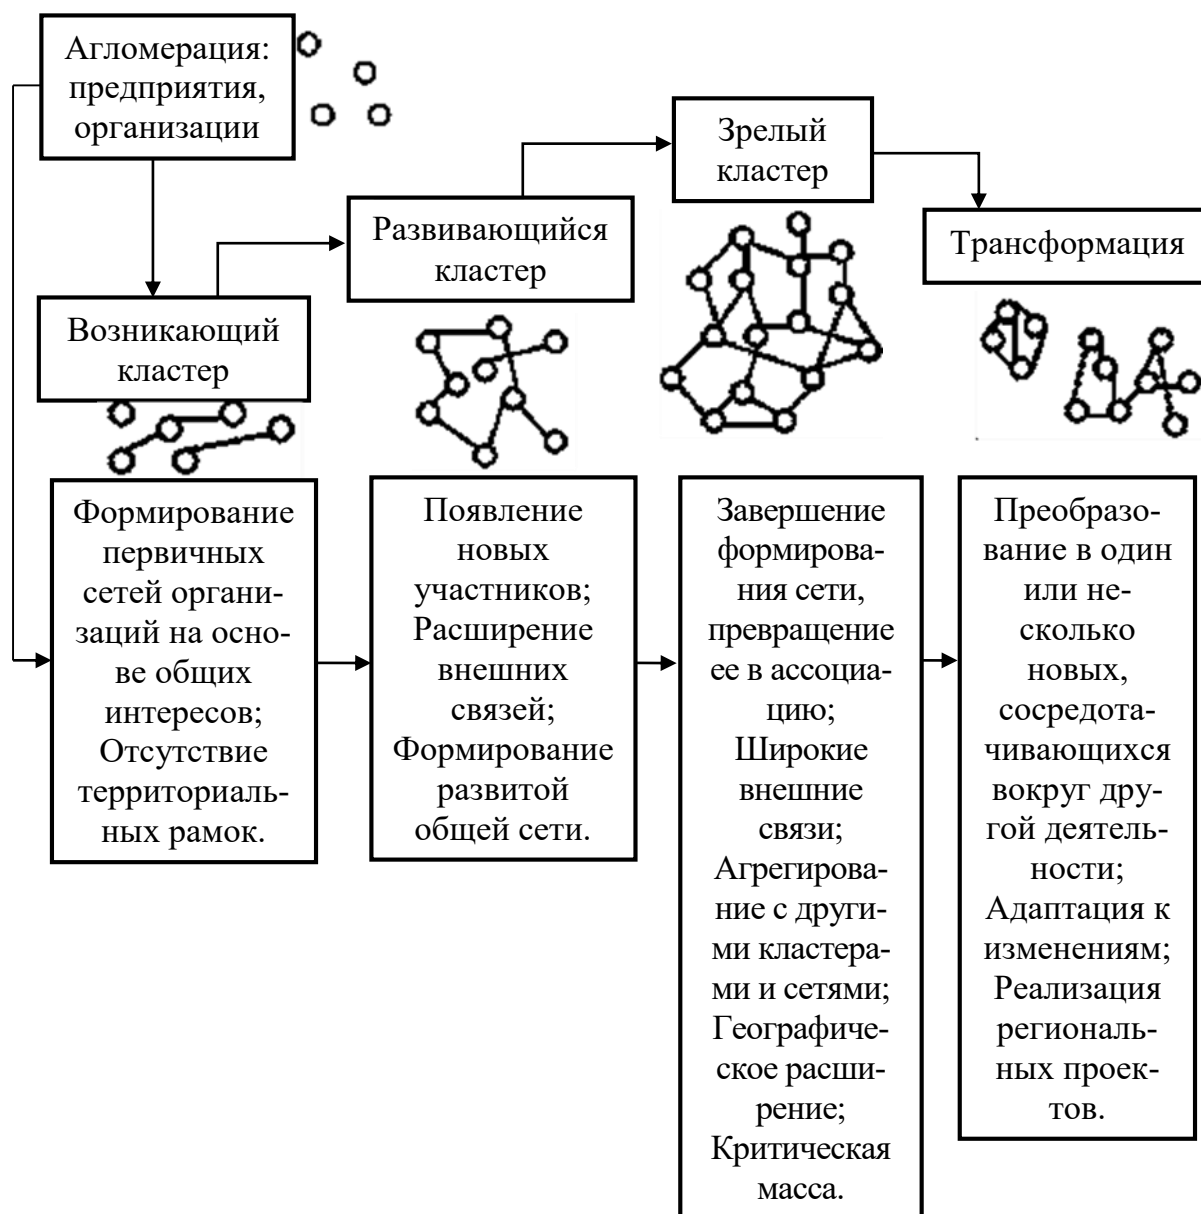 Агломерация:
предприятия,
организации
Возникающий
кластер
Развивающийся
кластер
Зрелый
кластер
Трансформация
Формирование
первичных
сетей органи-
заций на осно-
ве общих
интересов;
Отсутствие
территориаль-
ных рамок.
Появление
новых
участников;
Расширение
внешних
связей;
Формирование
развитой
общей сети.
Завершение
формирова-
ния сети,
превращение
ее в ассоциа-
цию;
Широкие
внешние
связи;
Агрегирова-
ние с други-
ми кластера-
ми и сетями;
Географиче-
ское расши-
рение;
Критическая
масса.
Преобразо-
вание в один
или не-
сколько
новых,
сосредота-
чивающихся
вокруг дру-
гой деятель-
ности;
Адаптация к
изменениям;
Реализация
региональ-
ных проек-
тов.